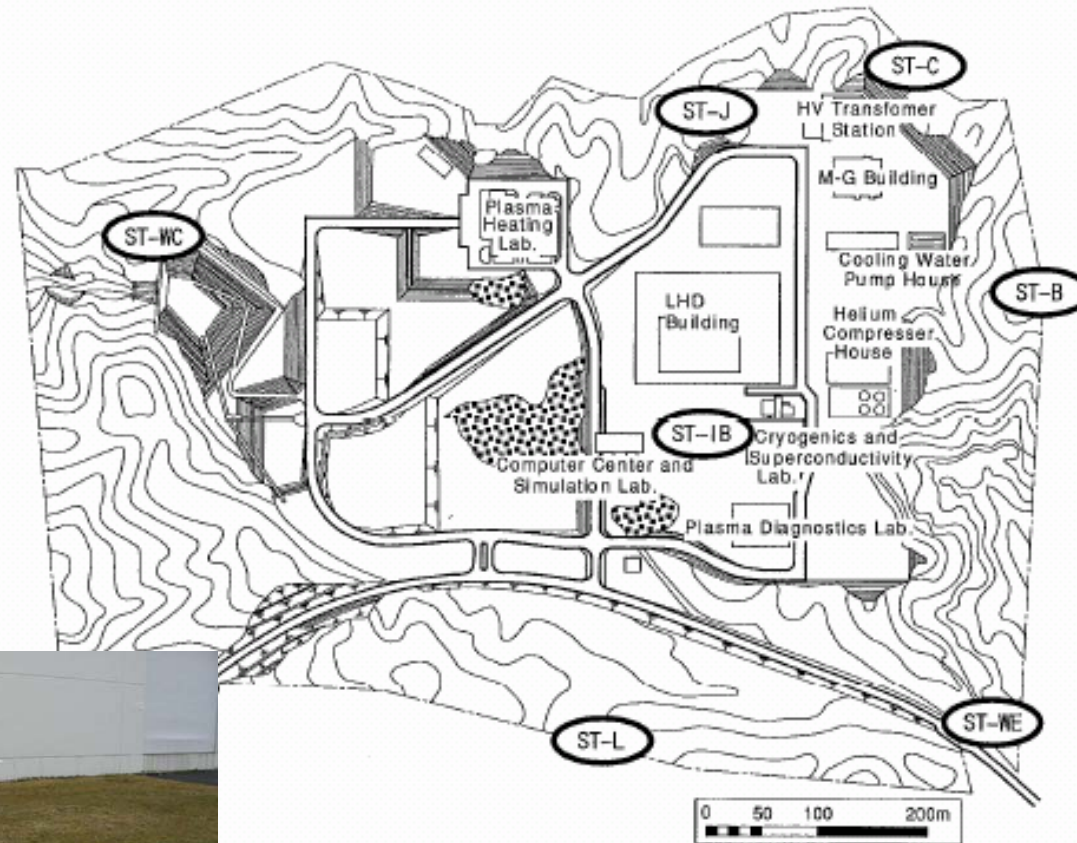 ST-C
ST-J
HV Transfomer
Station
M-G Building
Plasma
Heating
Lab.
ST-WC
Cooling Water
Pump House
ST-B
LHD
Building
Helium
Compresser
House
ST-IB
Cryogenics and
Superconductivity
Lab.
Computer Center and
Simulation Lab.
Plasma Diagnostics Lab.
ST-WE
ST-L
0 50 100 200m